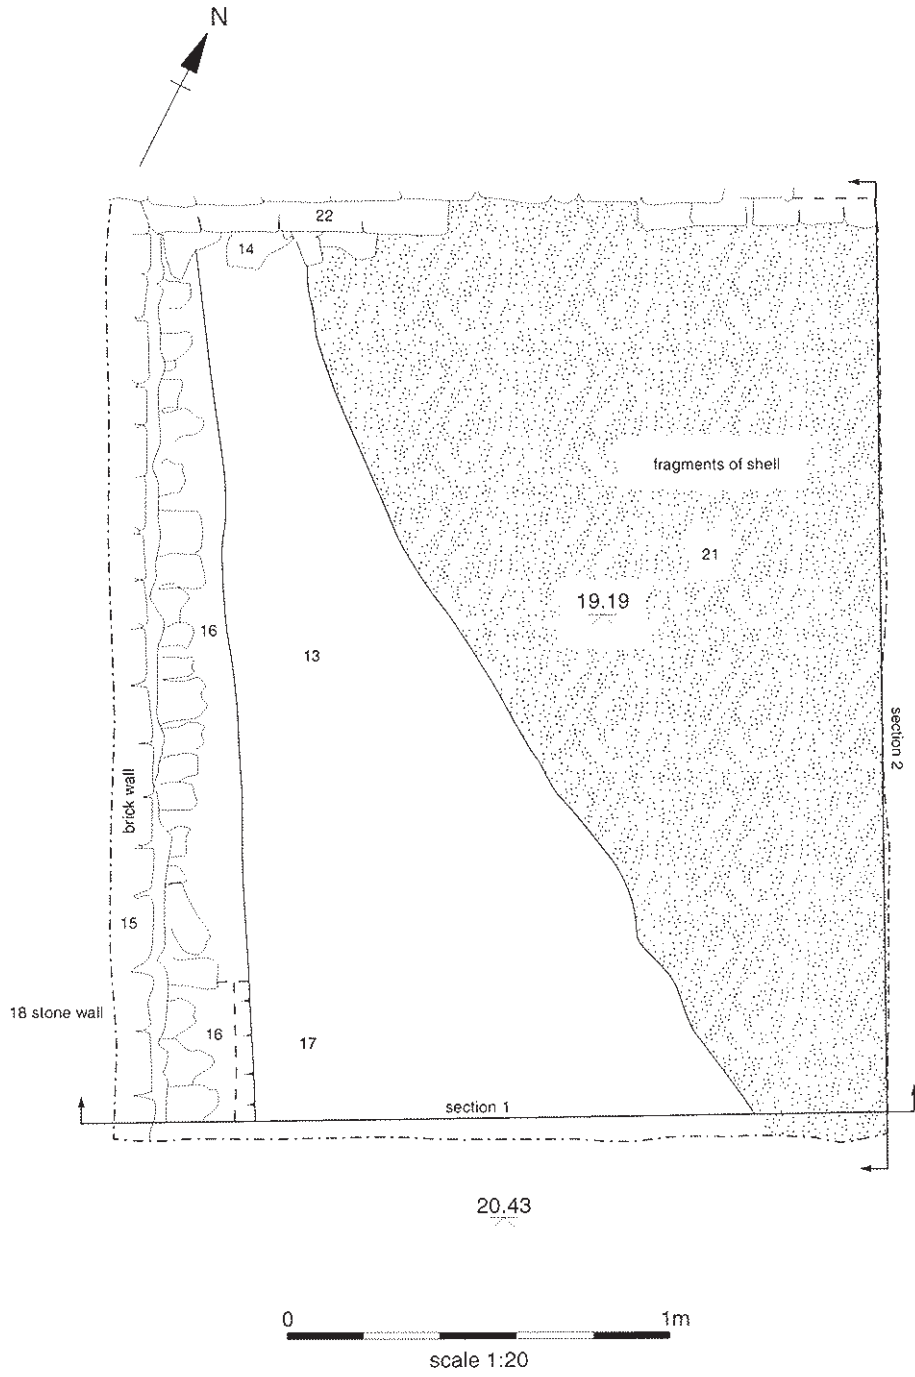 N
22
14
fragments of shell
21
19.19
16
13
section 2
brick wall
15
18 stone wall
16
17
section 1
20.43
0 1m
scale 1:20